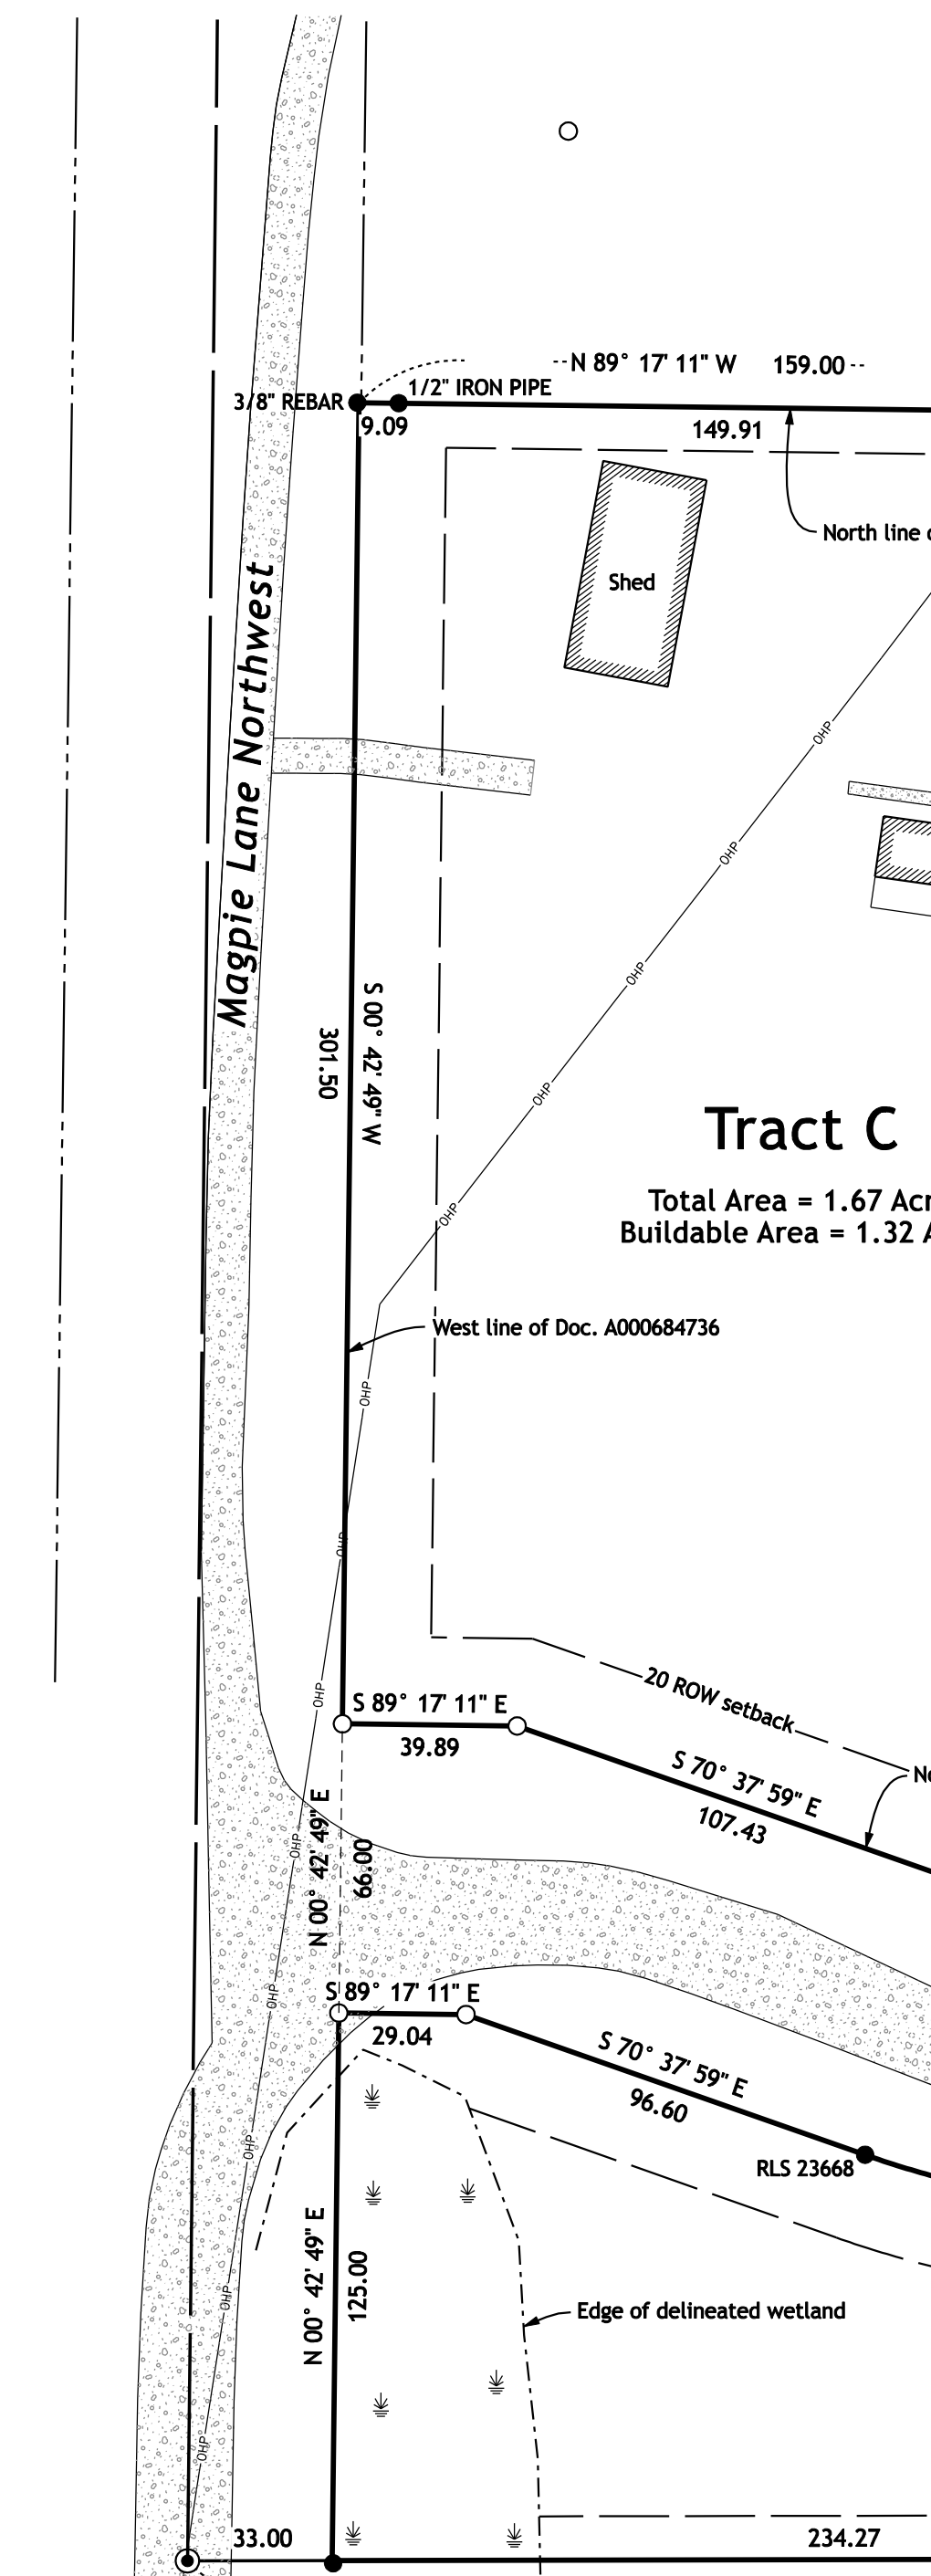 --N 89° 17' 11" W 159.00--
1/2" IRON PIPE
3/8" REBAR
9.09
149.91
North line
Shed
Magpie Lane Northwest
OHP
OHP
OHP
S 00° 42' 49" W
301.50
OHP
Tract C
Total Area = 1.67
Buildable Area = 1.32
OHP
West line of Doc. A000684736
OHP
OHP
20 ROW setback
OHP
S 89° 17' 11" E
39.89
S 70° 37' 59" E
107.43
N 00° 42' 49" E
66.00
OHP
OHP
S 89° 17' 11" E
29.04
S 70° 37' 59" E
96.60
OHP
RLS 23668
N 00° 42' 49" E
125.00
OHP
Edge of delineated wetland
OHP
33.00
234.27